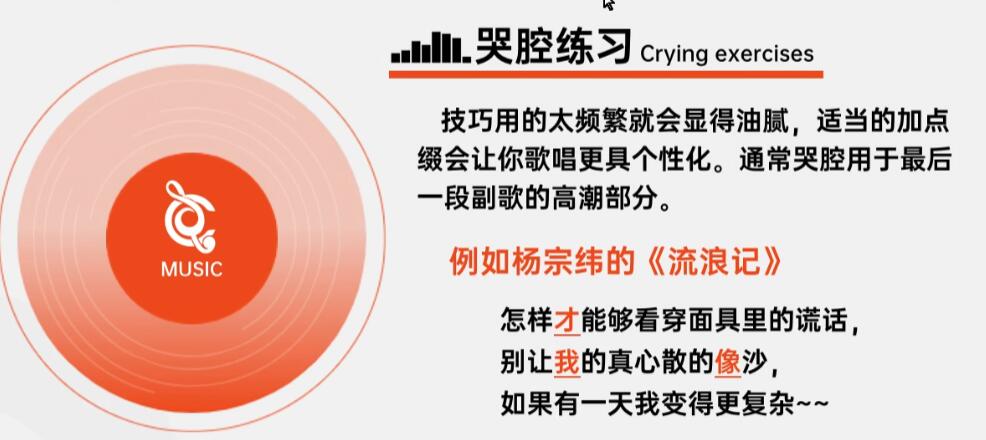 哭腔练习 Crying exercises
技巧用的太频繁就会显得油腻，适当的加点
缀会让你歌唱更具个性化。通常哭腔用于最后
一段副歌的高潮部分。
MUSIC
例如杨宗纬的《流浪记》
怎样才能够看穿面具里的谎话，
别让我的真心散的像沙，
如果有一天我变得更复杂~~